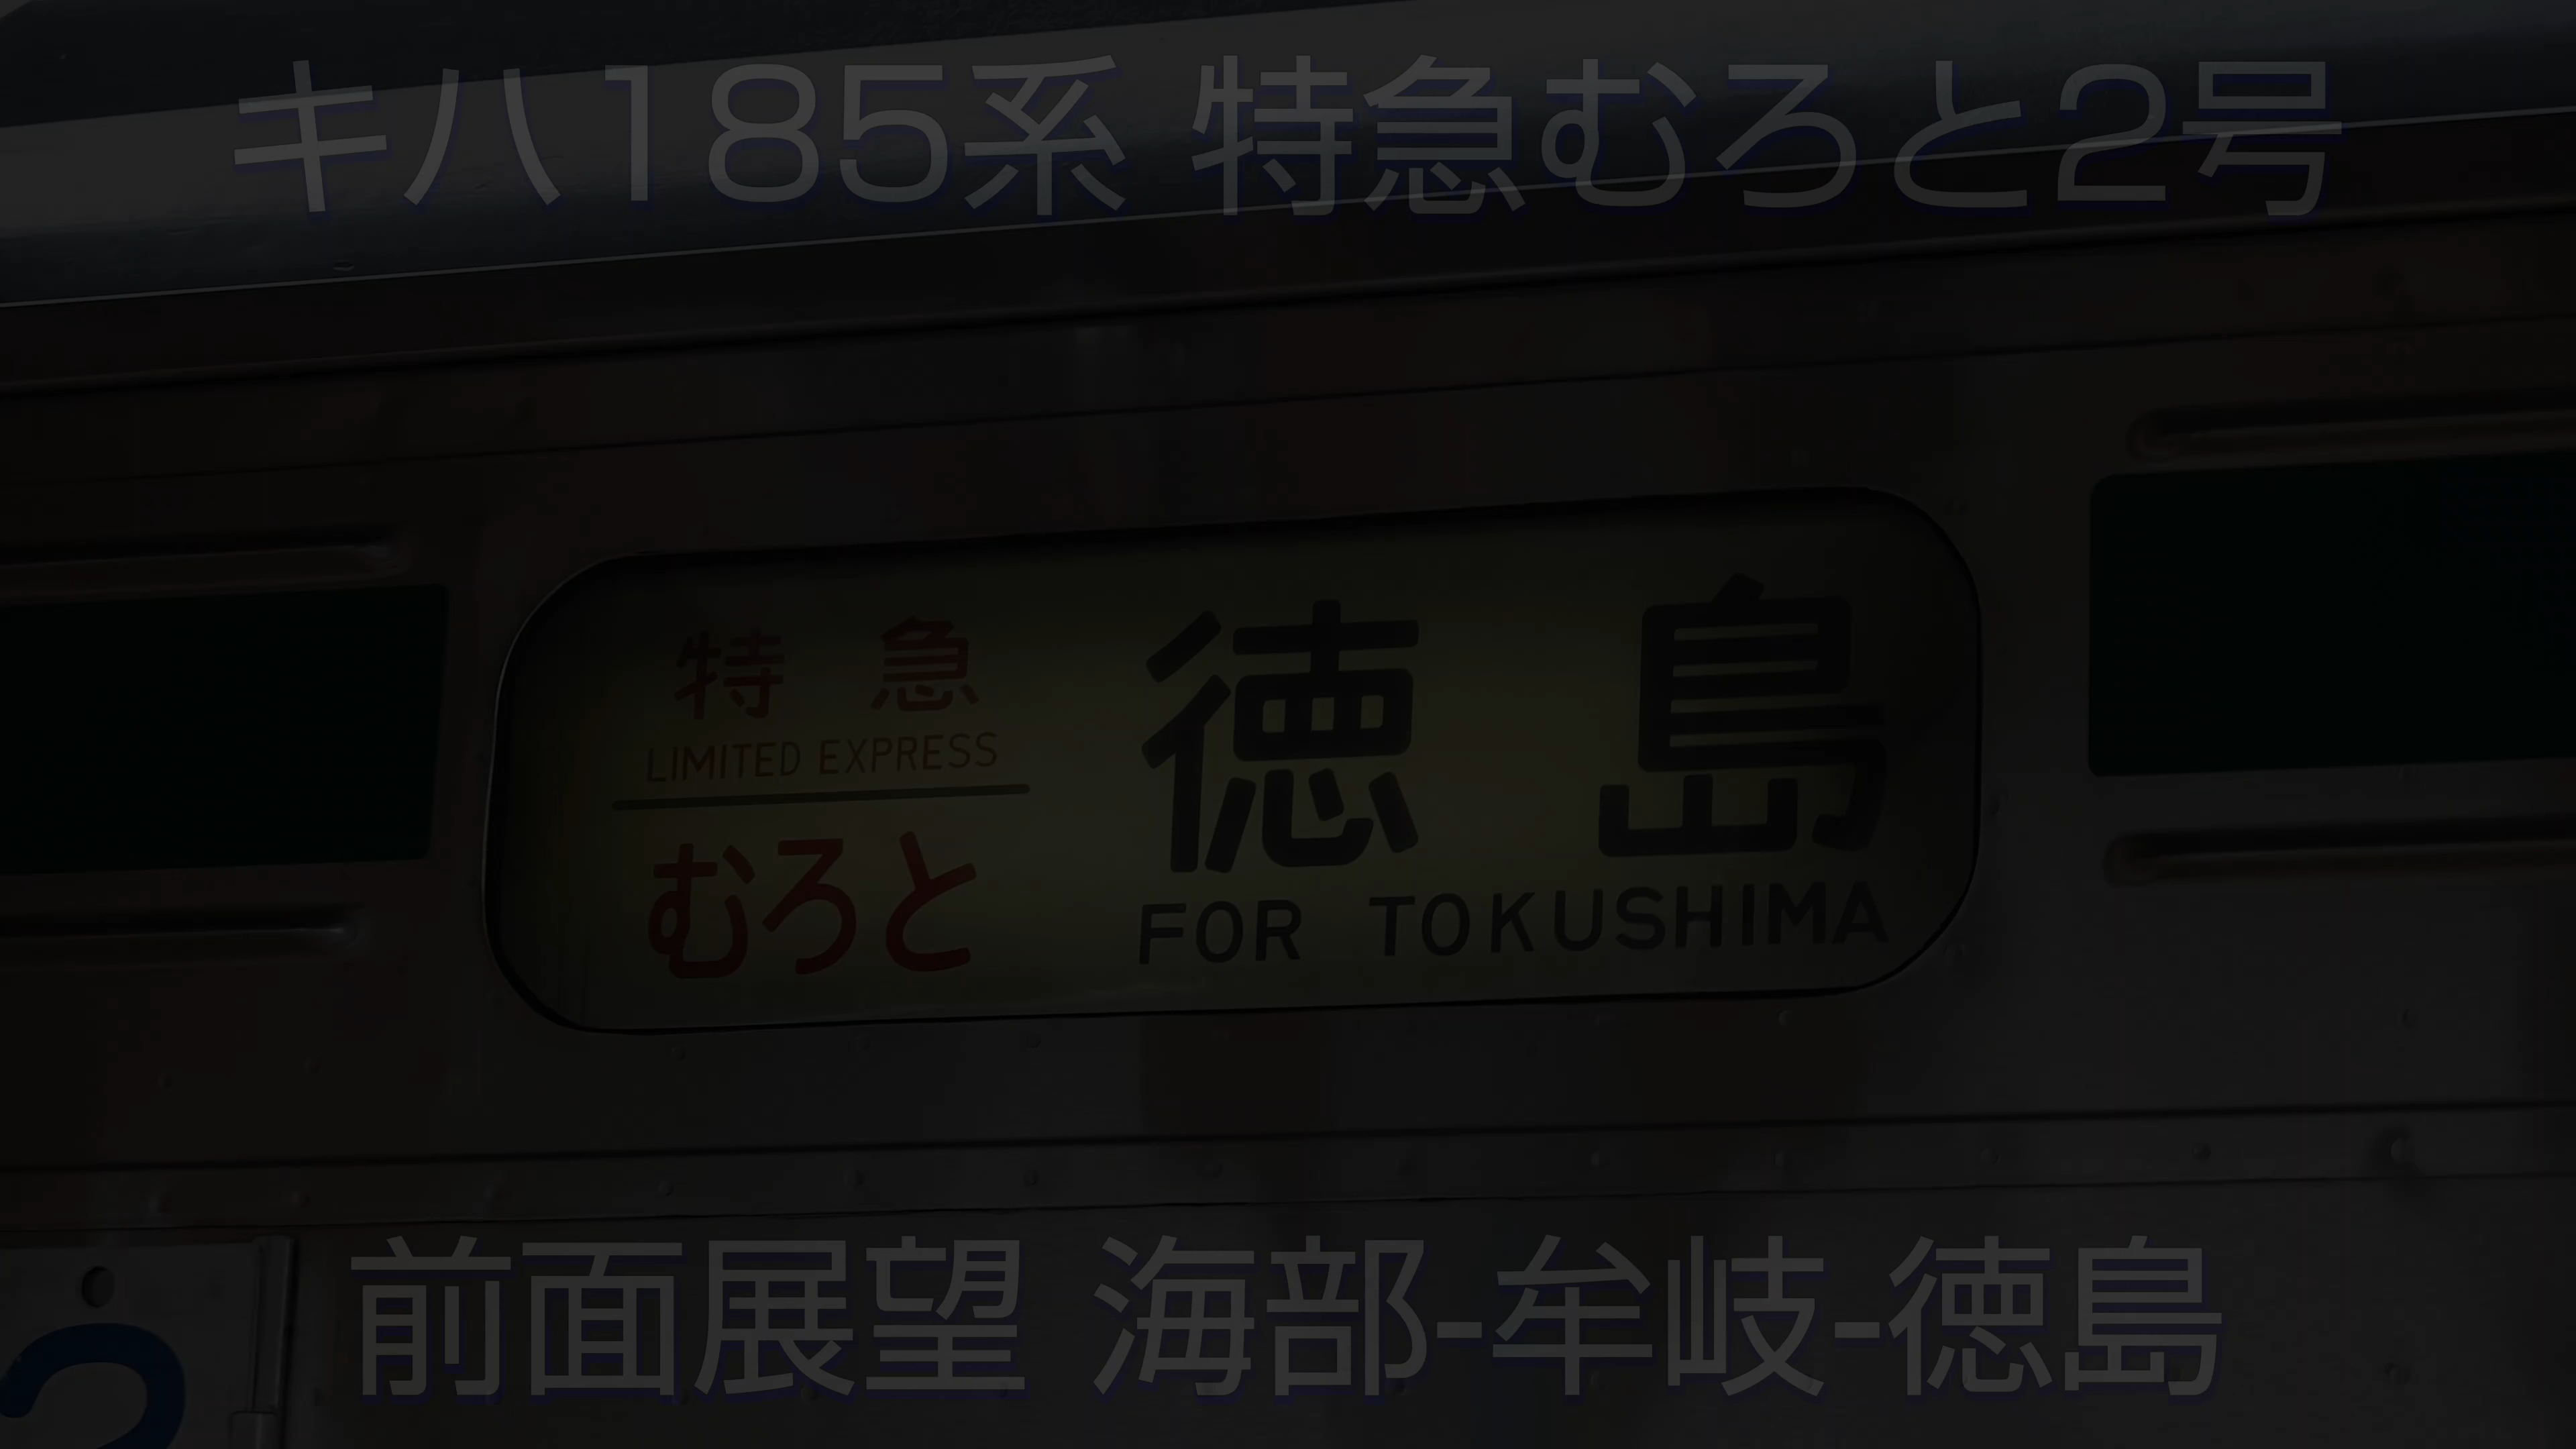 キハ185系 特急むろと2号
特急
LIMITED EXPRESS
むろと
徳島
FOR TOKUSHIMA
2
前面展望 海部-牟岐-徳島